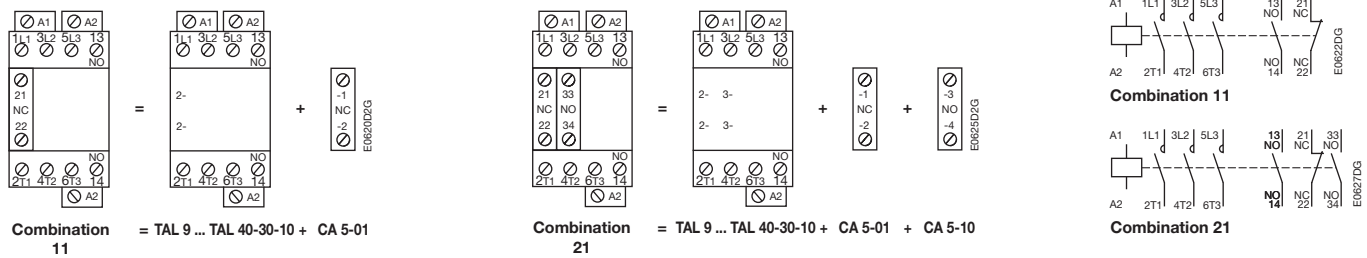 A1 A2
1L1 3L2 5L3 13
NO
21
NC
22
NO
2T1 4T2 6T3 14
A2
=
A1 A2
1L1 3L2 5L3 13
NO
2-
2-
NO
2T1 4T2 6T3 14
A2
+
-1
NC
-2
E0620D2G
Combination
11
= TAL 9 ... TAL 40-30-10 + CA 5-01
A1 A2
1L1 3L2 5L3 13
NO
21 33
NC NO
22 34
NO
2T1 4T2 6T3 14
A2
=
A1 A2
1L1 3L2 5L3 13
NO
2- 3-
2- 3-
NO
2T1 4T2 6T3 14
A2
+
-1
NC
-2
+
-3
NO
-4
E0625D2G
Combination
21
= TAL 9 ... TAL 40-30-10 + CA 5-01 + CA 5-10
A1 1L1 3L2 5L3 13 21
NO NC
NO NC
A2 2T1 4T2 6T3 14 22
E0622DG
Combination 11
A1 1L1 3L2 5L3 13 21 33
NO NC NO
NO NC NO
A2 2T1 4T2 6T3 14 22 34
E0627DG
Combination 21